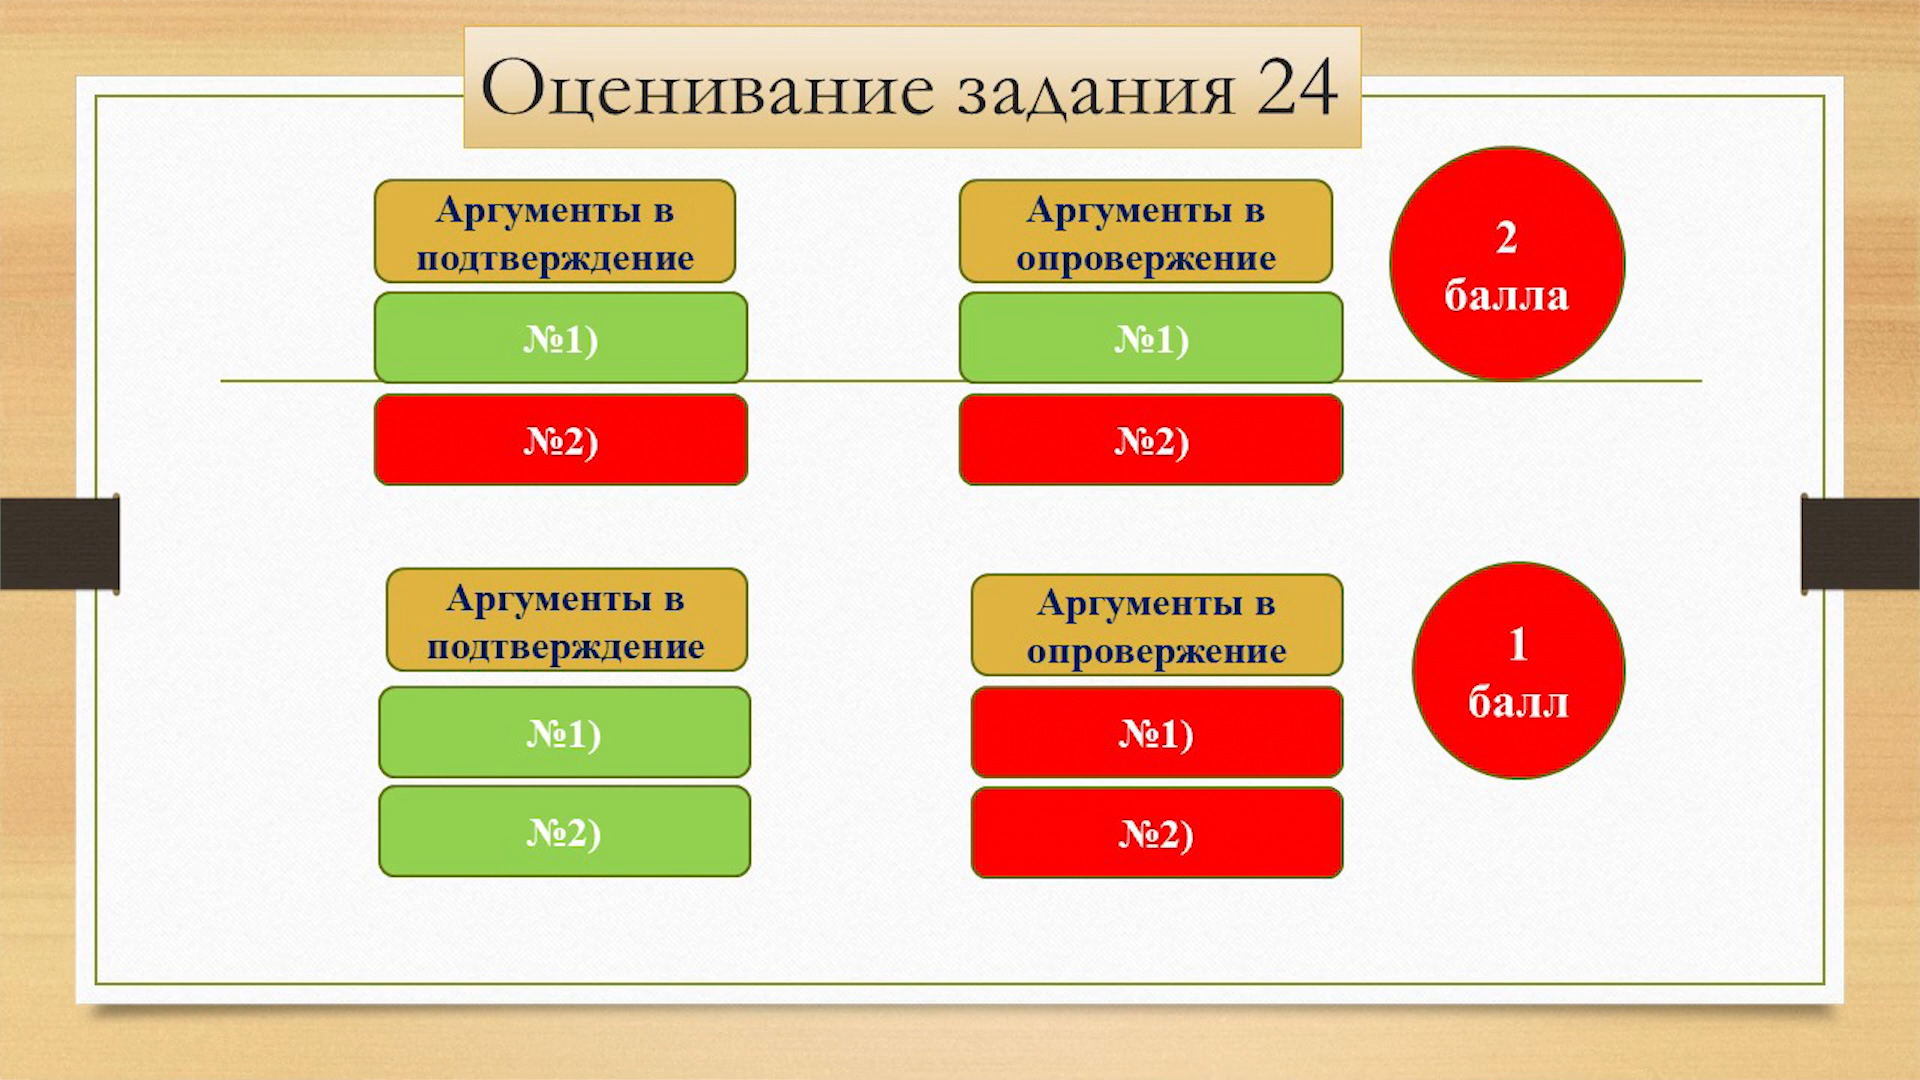 Оценивание задания 24
Аргументы в
подтверждение
Аргументы в
опровержение
2
балла
№1)
№1)
№2)
№2)
Аргументы в
подтверждение
Аргументы в
опровержение
1
балл
№1)
№1)
№2)
№2)